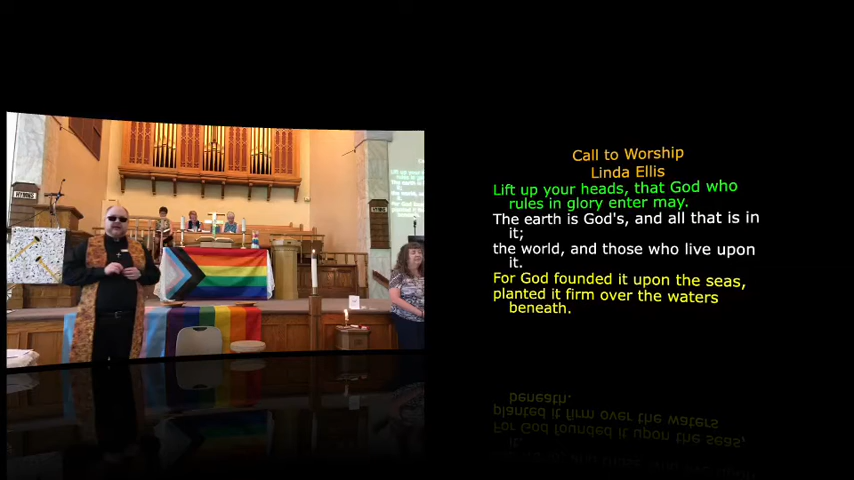 HYMNS
Call to Worship
Linda Ellis
Lift up your heads, that God who
rules in glory enter may.
The earth is God's, and all that is in
it;
the world, and those who live upon
it.
For God founded it upon the seas,
planted it firm over the waters
beneath.